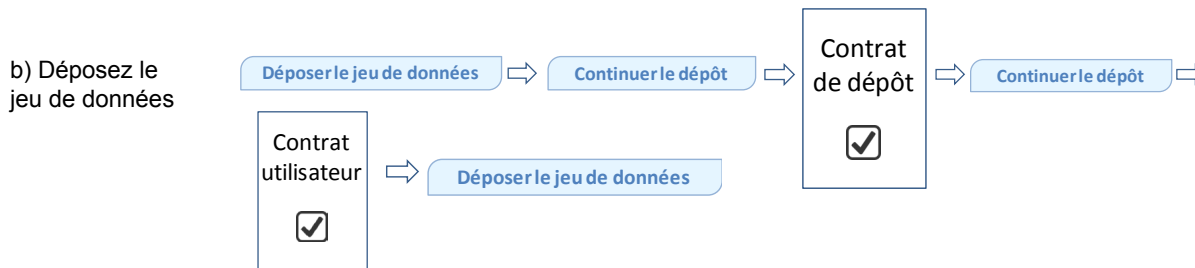 b) Déposez le
jeu de données
Déposer le jeu de données
Continuer le dépôt
Contrat
de dépôt
Continuer le dépôt
Contrat
utilisateur
Déposer le jeu de données